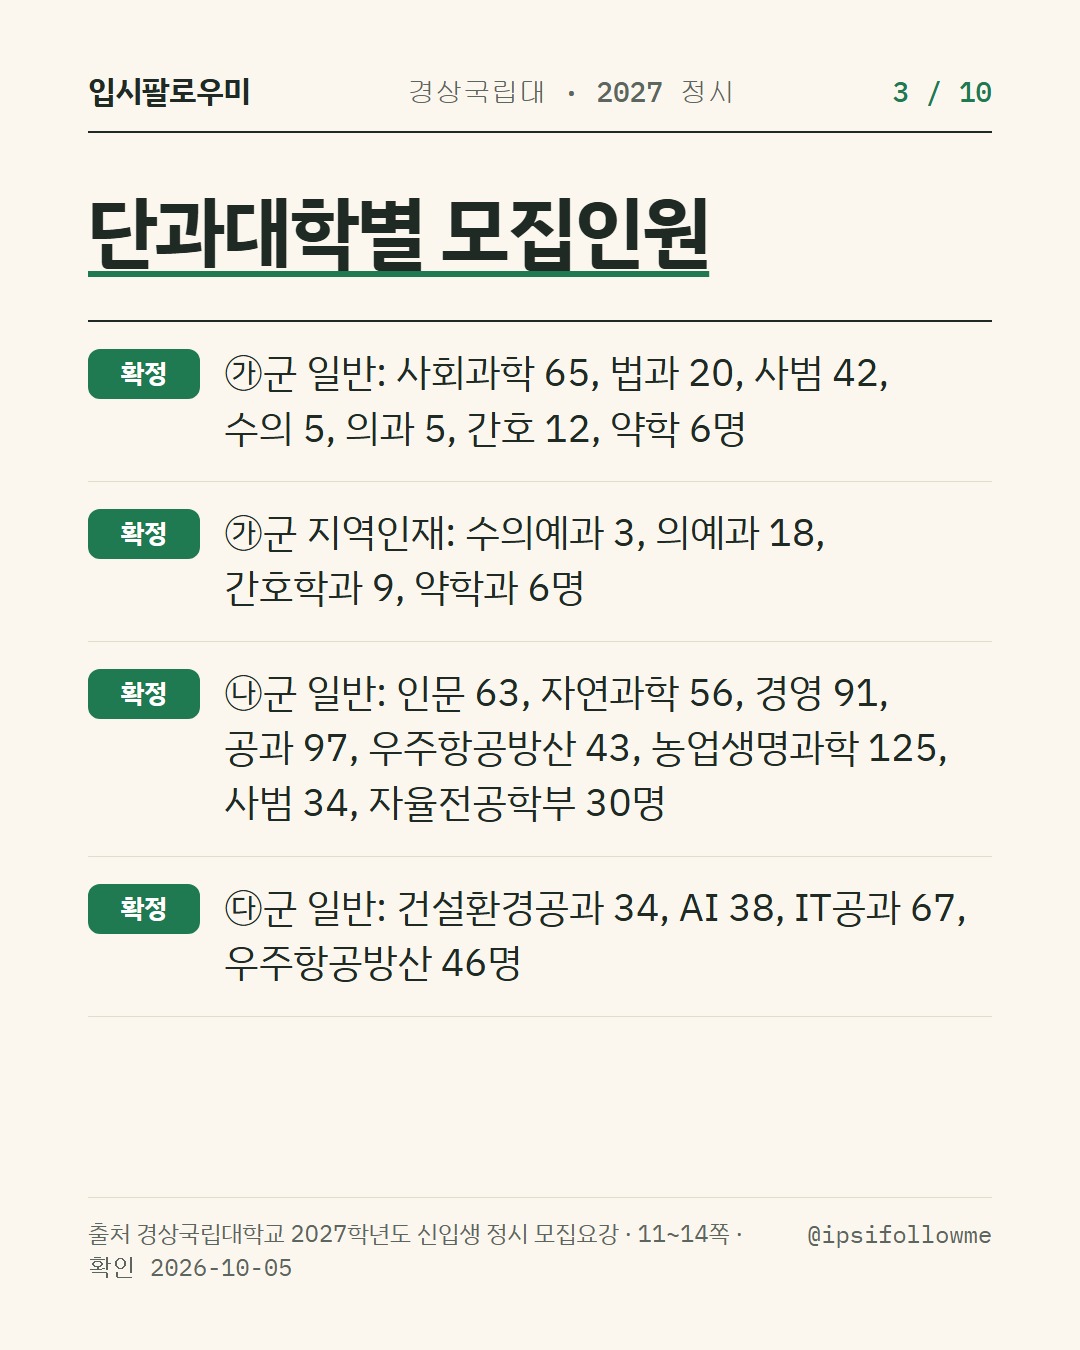 입시팔로우미
경상국립대 · 2027 정시
3 / 10
단과대학별 모집인원
확정
㉮군 일반: 사회과학 65, 법과 20, 사범 42,
수의 5, 의과 5, 간호 12, 약학 6명
확정
㉮군 지역인재: 수의예과 3, 의예과 18,
간호학과 9, 약학과 6명
확정
㉯군 일반: 인문 63, 자연과학 56, 경영 91,
공과 97, 우주항공방산 43, 농업생명과학 125,
사범 34, 자율전공학부 30명
확정
㉰군 일반: 건설환경공과 34, AI 38, IT공과 67,
우주항공방산 46명
출처 경상국립대학교 2027학년도 신입생 정시 모집요강 · 11~14쪽 ·
확인 2026-10-05
@ipsifollowme